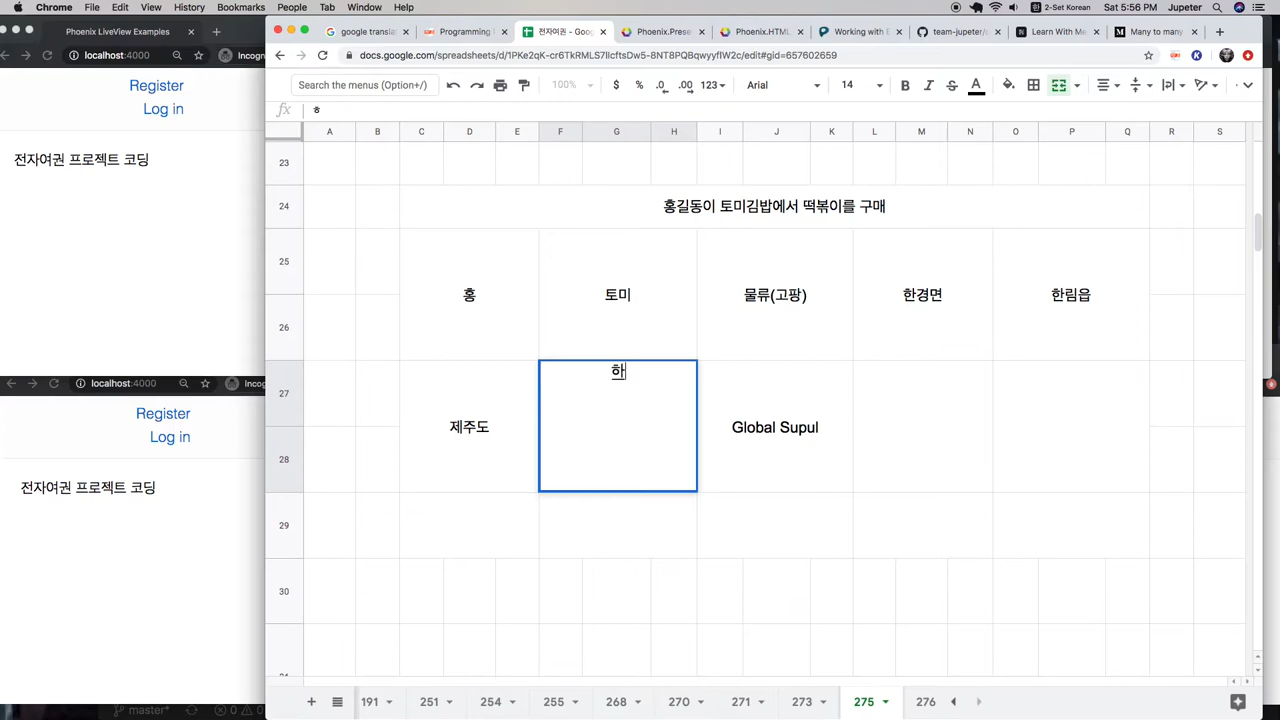 Chrome File Edit View History Bookmarks People Tab Window Help
2-Set Korean Sat 5:58 PM Jupeter
Phoenix LiveView Examples
localhost:4000
Incog
Register
Log in
전자여권 프로젝트 코딩
localhost:4000
Incog
Register
Log in
전자여권 프로젝트 코딩
master*
0
google translat
Programming
전자여권 - Goo
Phoenix.Prese
Phoenix.HTML
Working with E
team-jupeter/
Learn With Me
Many to many
docs.google.com/spreadsheets/d/1PKe2qK-cr6TkRMLS7llcftsDw5-8NT8PQBqwyyflW2c/edit#gid=657602659
Search the menus (Option+/)
100%
$ % .0 .00 123
Arial
14
B I S A
fx ㅎ
A B C D E F G H I J K L M N O P Q R S
23
24
홍길동이 토미김밥에서 떡볶이를 구매
25
홍 토미 물류(고팡) 한경면 한림읍
26
하
27
제주도 Global Supul
28
29
30
191 251 254 255 268 270 271 273 275 276